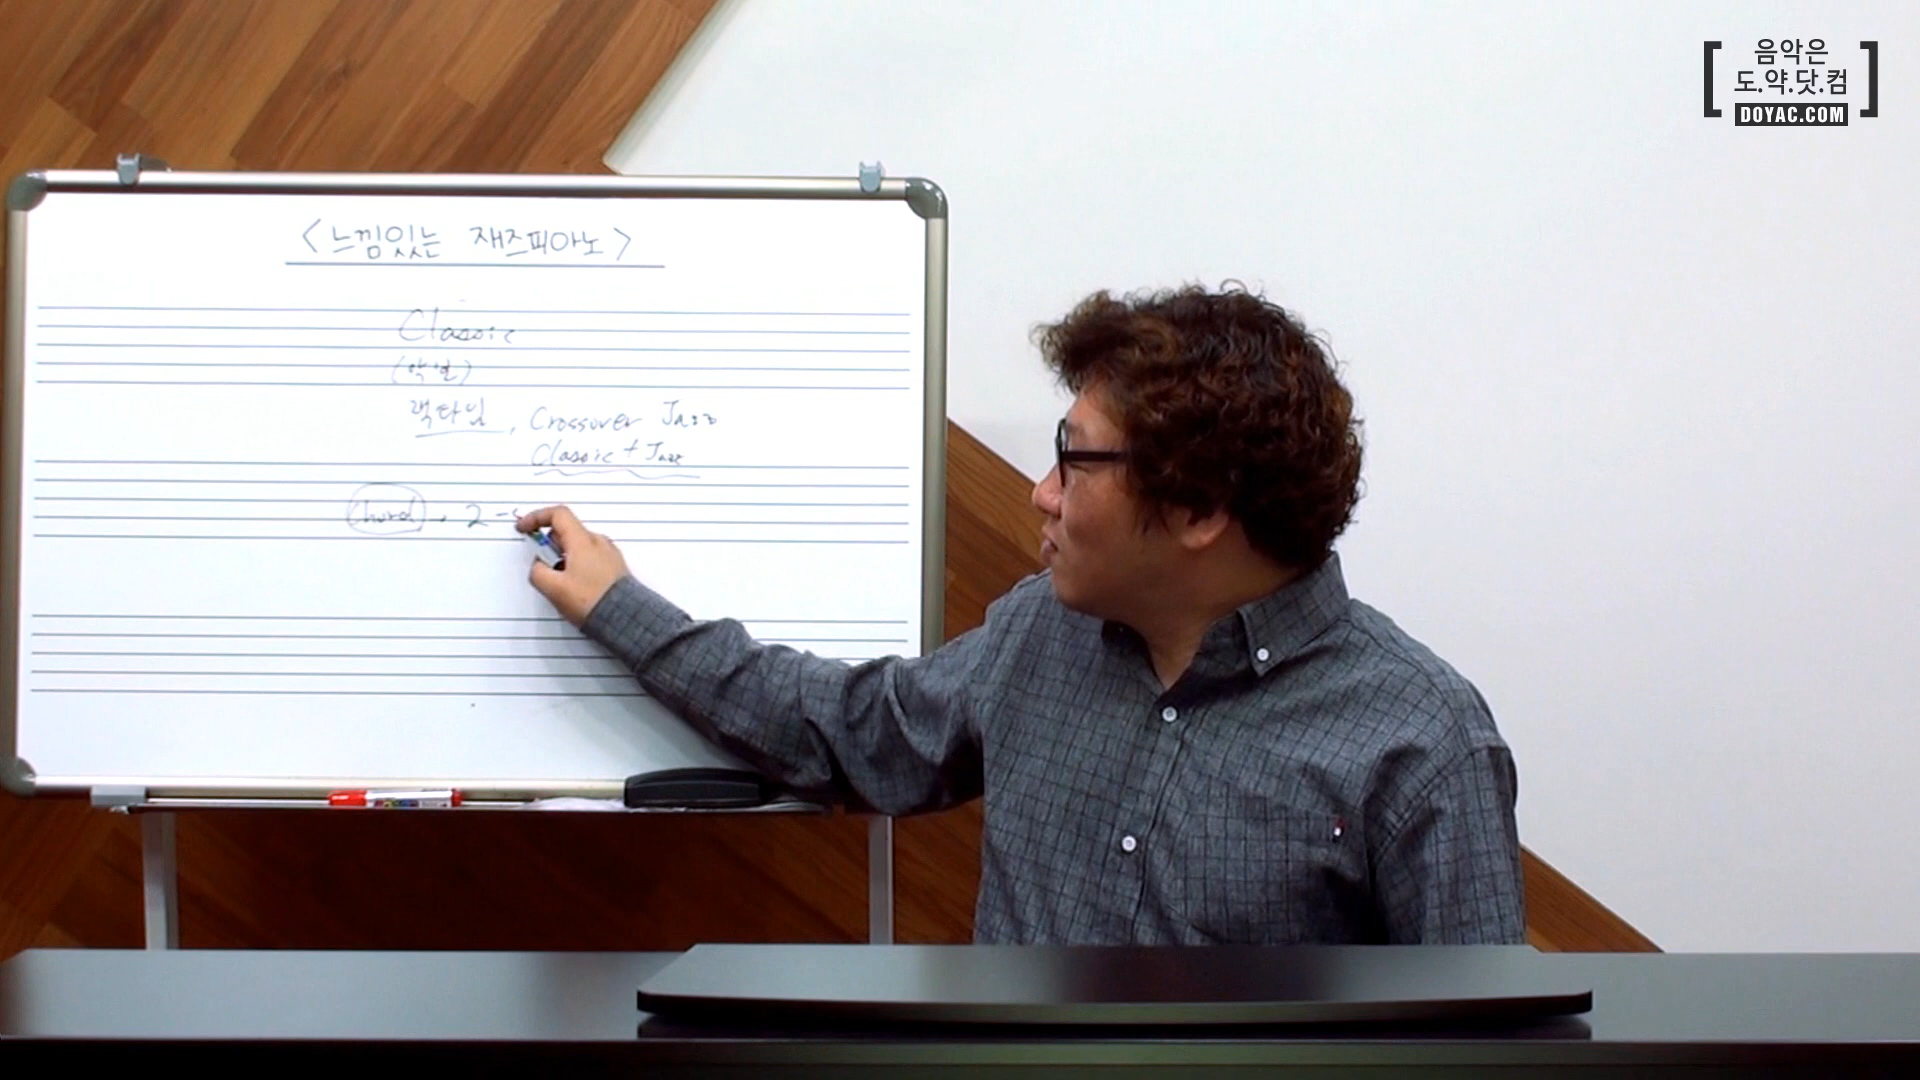 음악은
도.약.닷.컴
DOYAC.COM
<느낌있는 재즈피아노>
Classic
(악보)
랙타임, Crossover Jazz
Classic + Jazz
Chord, 2-5